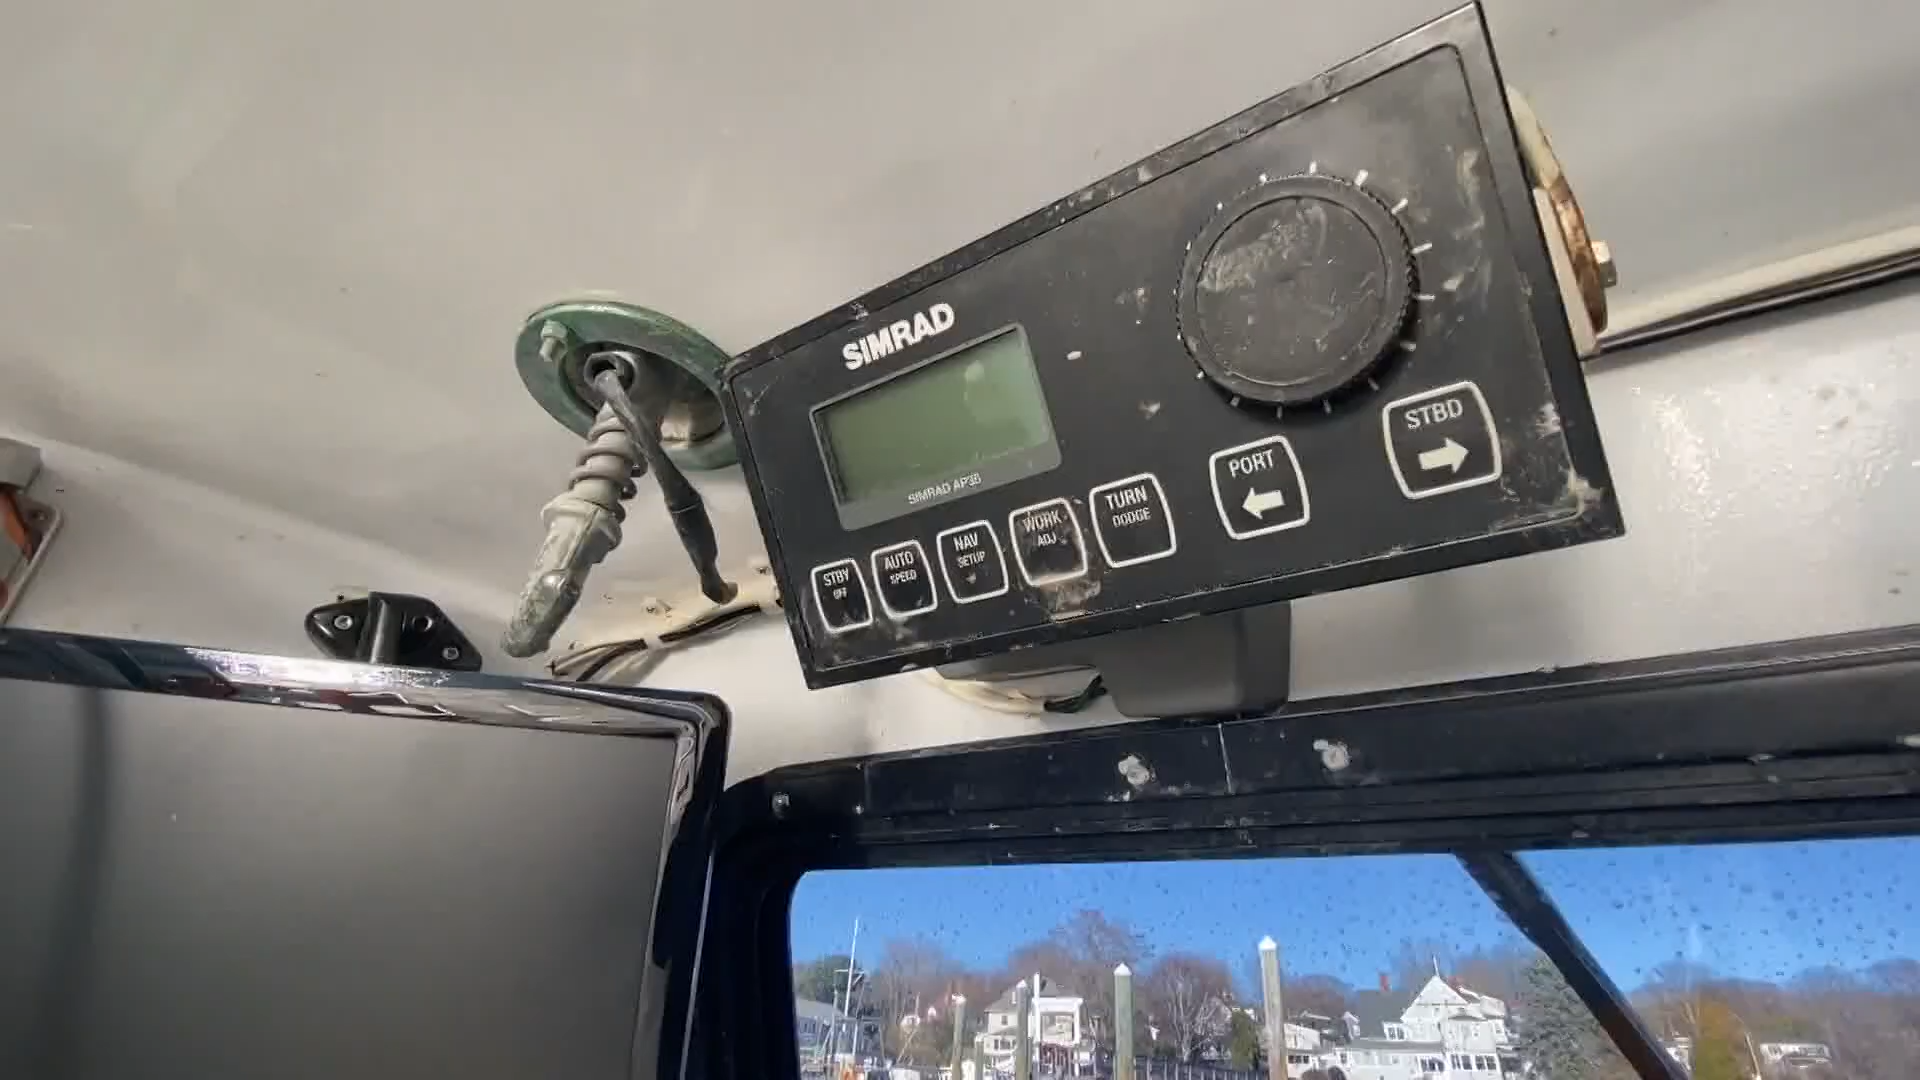 SIMRAD
SIMRAD AP35
STBY
OFF
AUTO
SPEED
NAV
SETUP
WORK
ADJ
TURN
DODGE
PORT
STBD